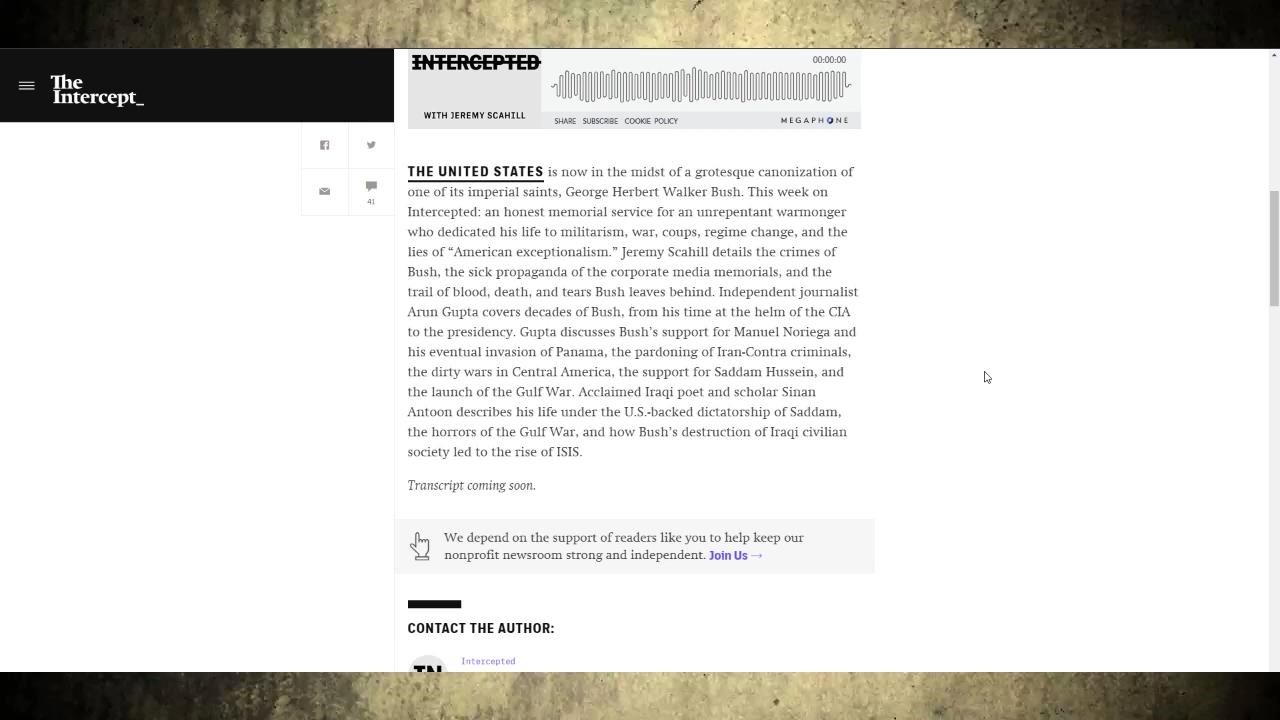 INTERCEPTED
00:00:00
WITH JEREMY SCAHILL
SHARE SUBSCRIBE COOKIE POLICY
MEGAPHONE
The
Intercept_
41
THE UNITED STATES is now in the midst of a grotesque canonization of
one of its imperial saints, George Herbert Walker Bush. This week on
Intercepted: an honest memorial service for an unrepentant warmonger
who dedicated his life to militarism, war, coups, regime change, and the
lies of “American exceptionalism.” Jeremy Scahill details the crimes of
Bush, the sick propaganda of the corporate media memorials, and the
trail of blood, death, and tears Bush leaves behind. Independent journalist
Arun Gupta covers decades of Bush, from his time at the helm of the CIA
to the presidency. Gupta discusses Bush’s support for Manuel Noriega and
his eventual invasion of Panama, the pardoning of Iran-Contra criminals,
the dirty wars in Central America, the support for Saddam Hussein, and
the launch of the Gulf War. Acclaimed Iraqi poet and scholar Sinan
Antoon describes his life under the U.S.-backed dictatorship of Saddam,
the horrors of the Gulf War, and how Bush’s destruction of Iraqi civilian
society led to the rise of ISIS.
Transcript coming soon.
We depend on the support of readers like you to help keep our
nonprofit newsroom strong and independent. Join Us →
CONTACT THE AUTHOR:
Intercepted